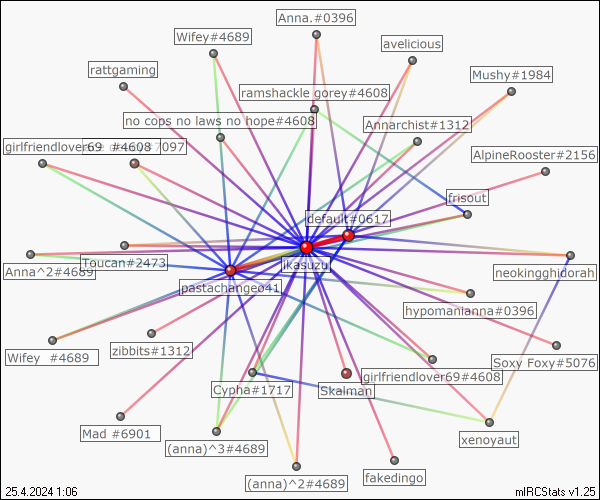 Anna.#0396
Wifey#4689
avelicious
rattgaming
Mushy#1984
ramshackle gorey#4608
no cops no laws no hope#4608
Annarchist#1312
girlfriendlover69 #4608
7097
AlpineRooster#2156
frisout
default#0617
Toucan#2473
ikasuzu
Anna^2#4689
neokingghidorah
pastachangeo41
hypomanianna#0396
Wifey #4689
zibbits#1312
Soxy Foxy#5076
girlfriendlover69#4608
Cypha#1717
Skaiman
Mad #6901
xenoyaut
(anna)^3#4689
fakedingo
(anna)^2#4689
25.4.2024 1:06
mIRCStats v1.25